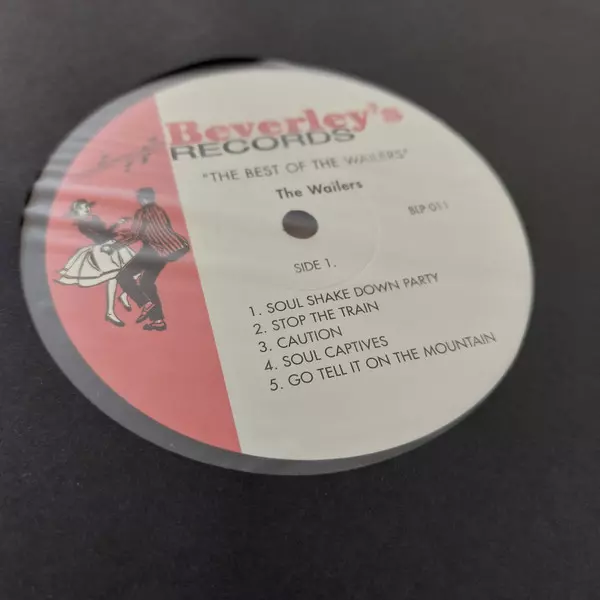 Beverley's
RECORDS
"THE BEST OF THE WAILERS"
The Wailers
BLP 011
SIDE 1.
1. SOUL SHAKE DOWN PARTY
2. STOP THE TRAIN
3. CAUTION
4. SOUL CAPTIVES
5. GO TELL IT ON THE MOUNTAIN